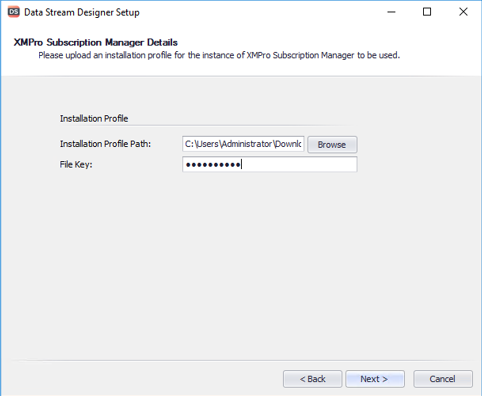 DS Data Stream Designer Setup
XMPro Subscription Manager Details
Please upload an installation profile for the instance of XMPro Subscription Manager to be used.
Installation Profile
Installation Profile Path: C:\Users\Administrator\Downlc Browse
File Key: ●●●●●●●●●●
< Back Next > Cancel